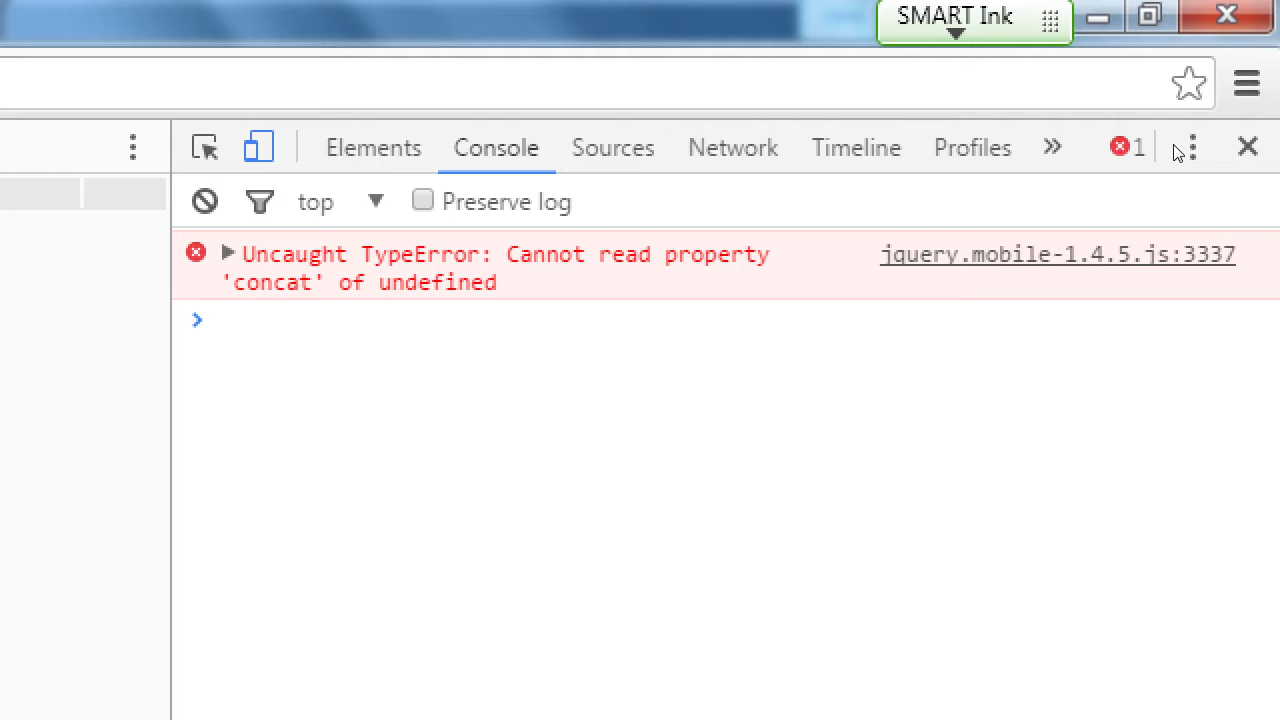 SMART Ink
Elements Console Sources Network Timeline Profiles » 1
top Preserve log
Uncaught TypeError: Cannot read property jquery.mobile-1.4.5.js:3337
'concat' of undefined